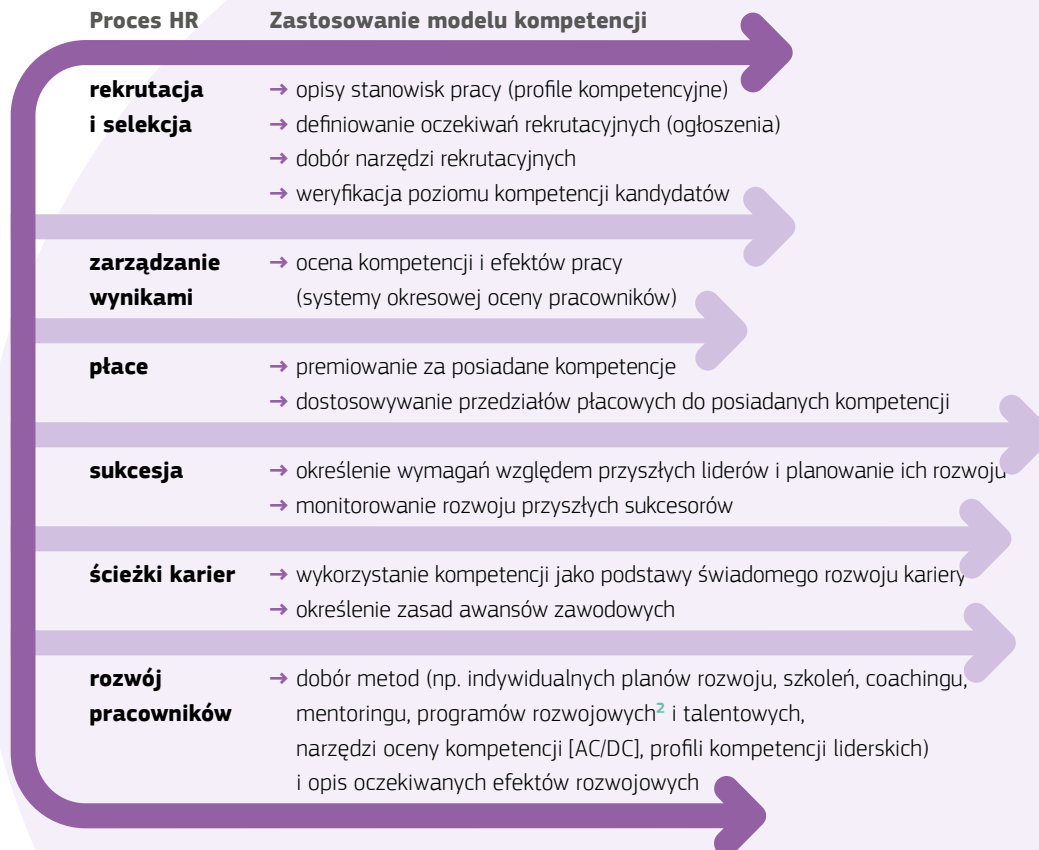 Proces HR Zastosowanie modelu kompetencji
rekrutacja → opisy stanowisk pracy (profile kompetencyjne)
i selekcja → definiowanie oczekiwań rekrutacyjnych (ogłoszenia)
→ dobór narzędzi rekrutacyjnych
→ weryfikacja poziomu kompetencji kandydatów
zarządzanie → ocena kompetencji i efektów pracy
wynikami (systemy okresowej oceny pracowników)
płace → premiowanie za posiadane kompetencje
→ dostosowywanie przedziałów płacowych do posiadanych kompetencji
sukcesja → określenie wymagań względem przyszłych liderów i planowanie ich rozwoju
→ monitorowanie rozwoju przyszłych sukcesorów
ścieżki karier → wykorzystanie kompetencji jako podstawy świadomego rozwoju kariery
→ określenie zasad awansów zawodowych
rozwój → dobór metod (np. indywidualnych planów rozwoju, szkoleń, coachingu,
pracowników mentoringu, programów rozwojowych² i talentowych,
narzędzi oceny kompetencji [AC/DC], profili kompetencji liderskich)
i opis oczekiwanych efektów rozwojowych